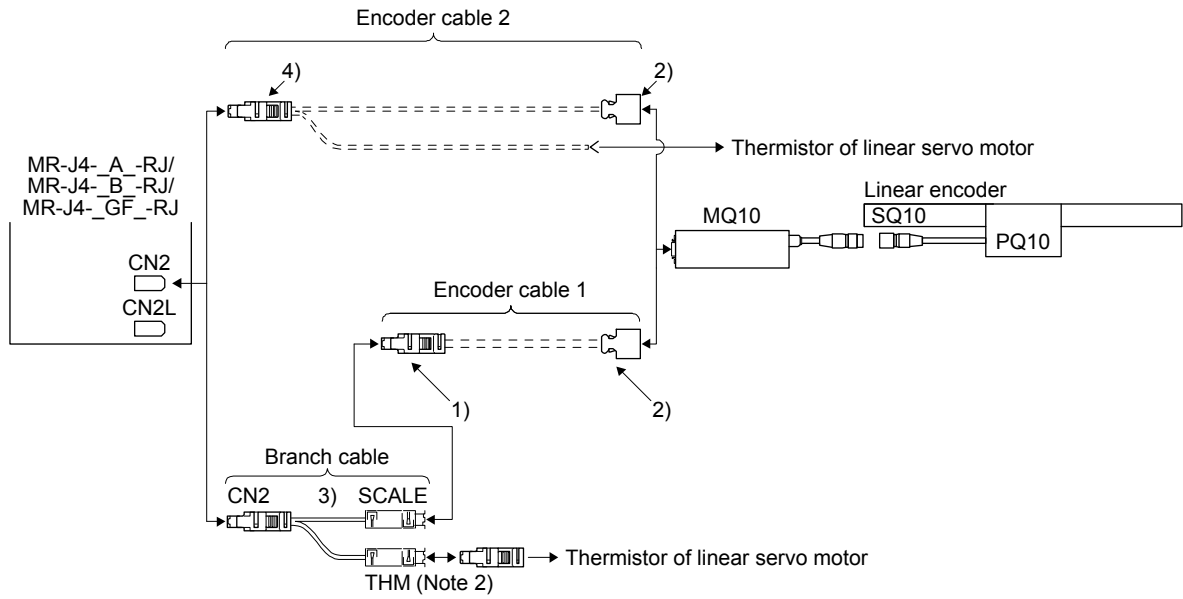 Encoder cable 2
4)
2)
Thermistor of linear servo motor
MR-J4-_A_-RJ/
MR-J4-_B_-RJ/
MR-J4-_GF_-RJ
CN2
CN2L
MQ10
Linear encoder
SQ10
PQ10
Encoder cable 1
1)
2)
Branch cable
CN2
3)
SCALE
THM (Note 2)
Thermistor of linear servo motor